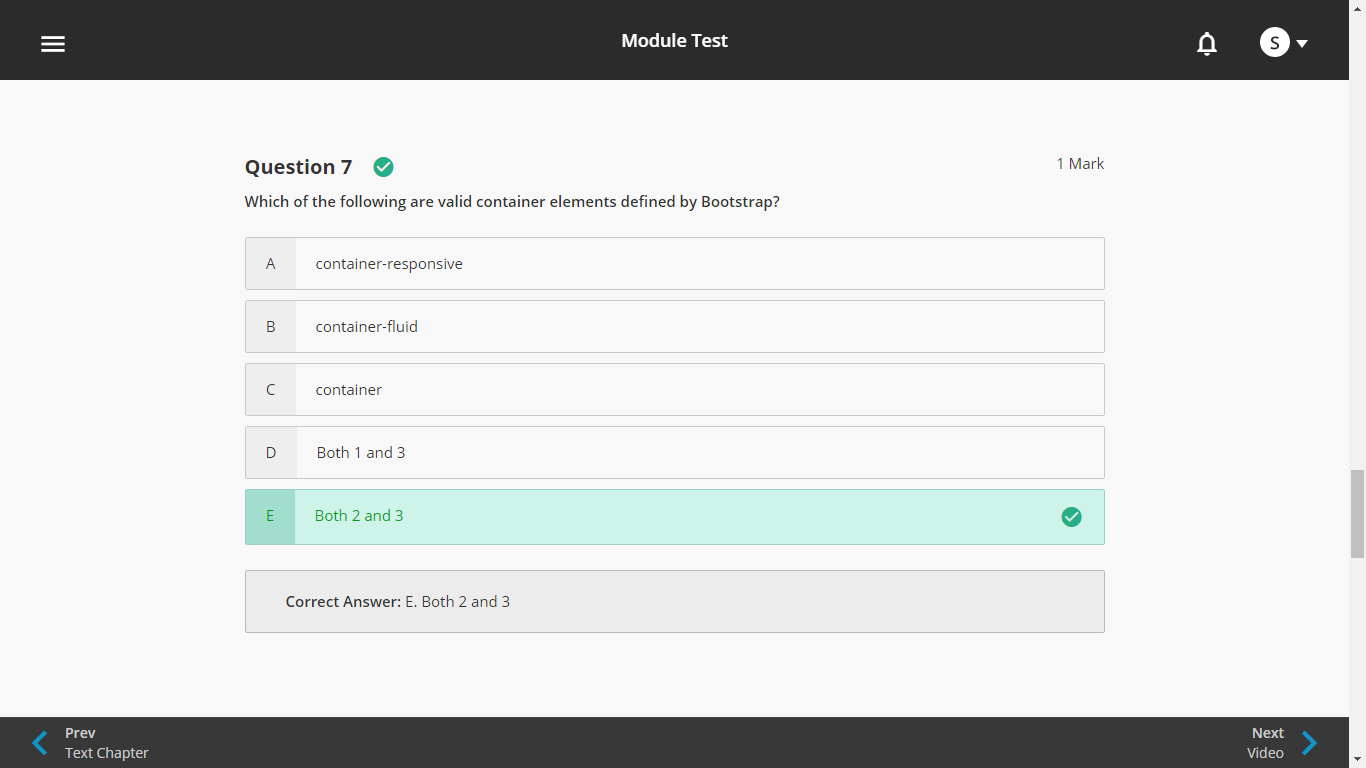 Module Test
S
Question 7
1 Mark
Which of the following are valid container elements defined by Bootstrap?
A container-responsive
B container-fluid
C container
D Both 1 and 3
E Both 2 and 3
Correct Answer: E. Both 2 and 3
Prev
Text Chapter
Next
Video